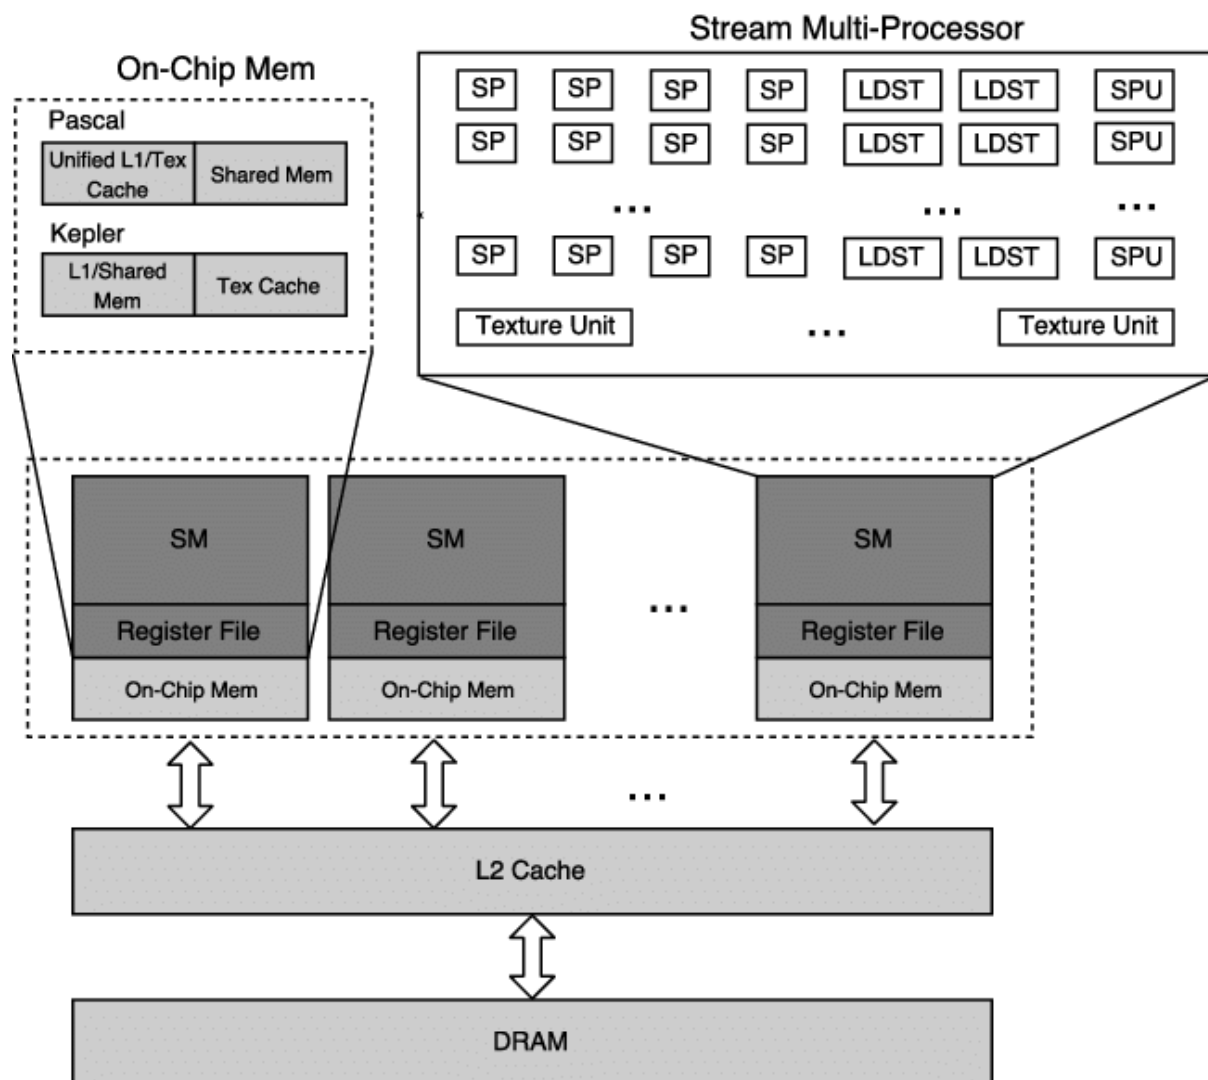 Stream Multi-Processor
On-Chip Mem
Pascal
Unified L1/Tex
Cache
Shared Mem
Kepler
L1/Shared
Mem
Tex Cache
SP SP SP SP LDST LDST SPU
SP SP SP SP LDST LDST SPU
... ... ...
SP SP SP SP LDST LDST SPU
Texture Unit ... Texture Unit
SM SM SM
...
Register File Register File Register File
On-Chip Mem On-Chip Mem On-Chip Mem
...
L2 Cache
DRAM